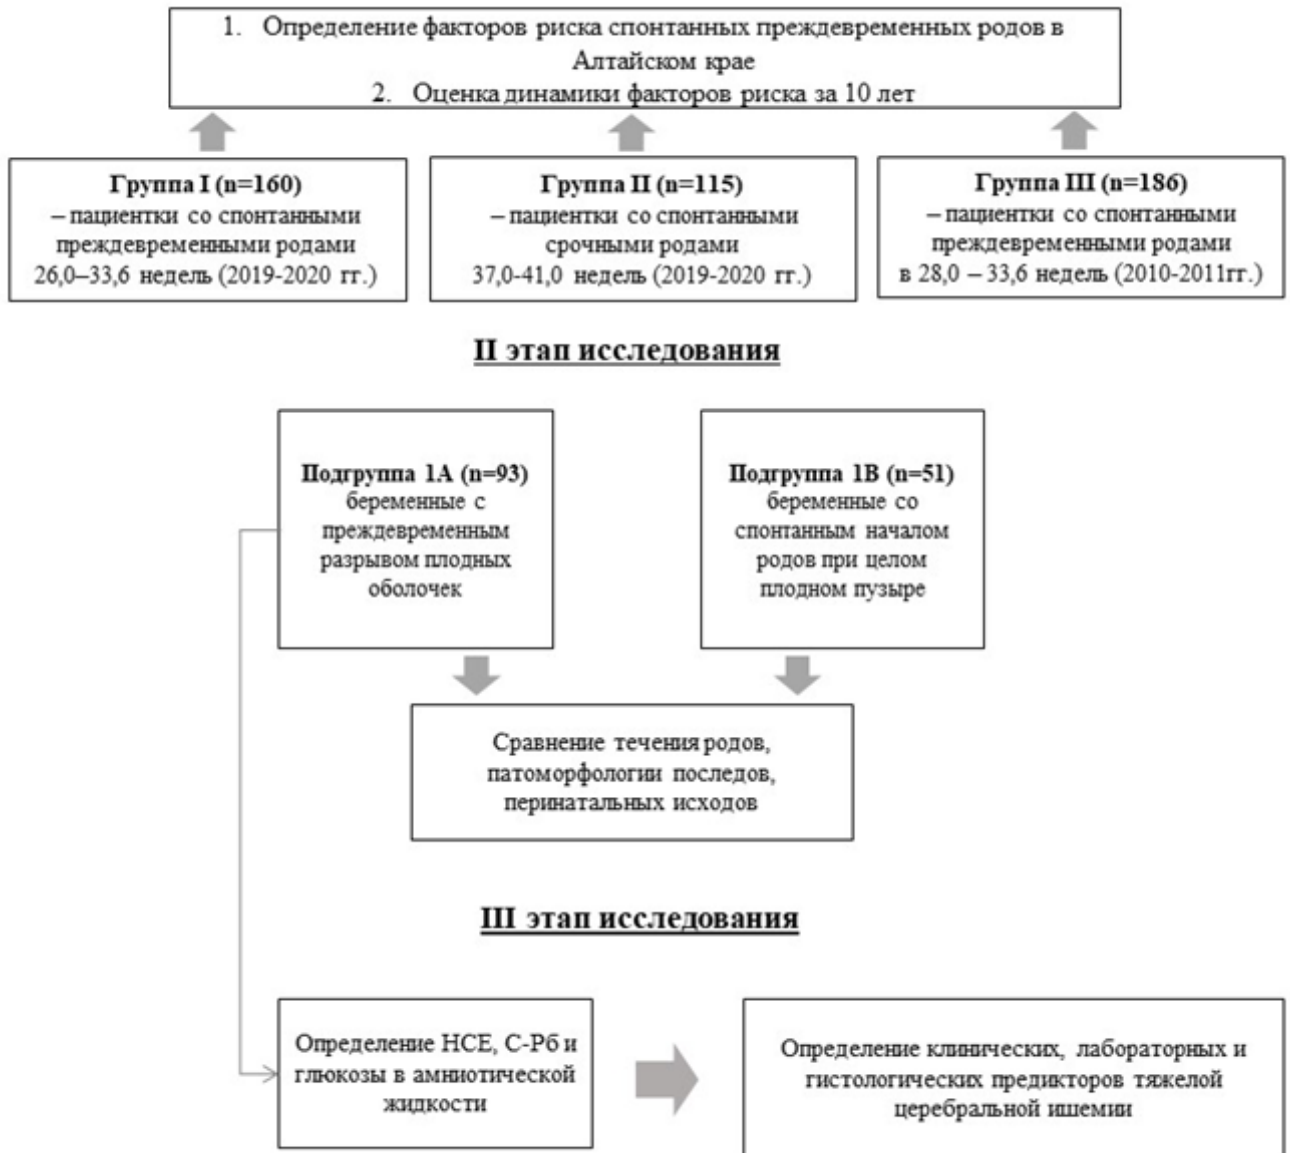 1. Определение факторов риска спонтанных преждевременных родов в
Алтайском крае
2. Оценка динамики факторов риска за 10 лет
Группа I (n=160)
– пациентки со спонтанными
преждевременными родами
26,0–33,6 недель (2019-2020 гг.)
Группа II (n=115)
– пациентки со спонтанными
срочными родами
37,0-41,0 недель (2019-2020 гг.)
Группа III (n=186)
– пациентки со спонтанными
преждевременными родами
в 28,0 – 33,6 недель (2010-2011гг.)
II этап исследования
Подгруппа 1А (n=93)
беременные с
преждевременным
разрывом плодных
оболочек
Подгруппа 1В (n=51)
беременные со
спонтанным началом
родов при целом
плодном пузыре
Сравнение течения родов,
патоморфологии последов,
перинатальных исходов
III этап исследования
Определение НСЕ, С-Рб и
глюкозы в амниотической
жидкости
Определение клинических, лабораторных и
гистологических предикторов тяжелой
церебральной ишемии